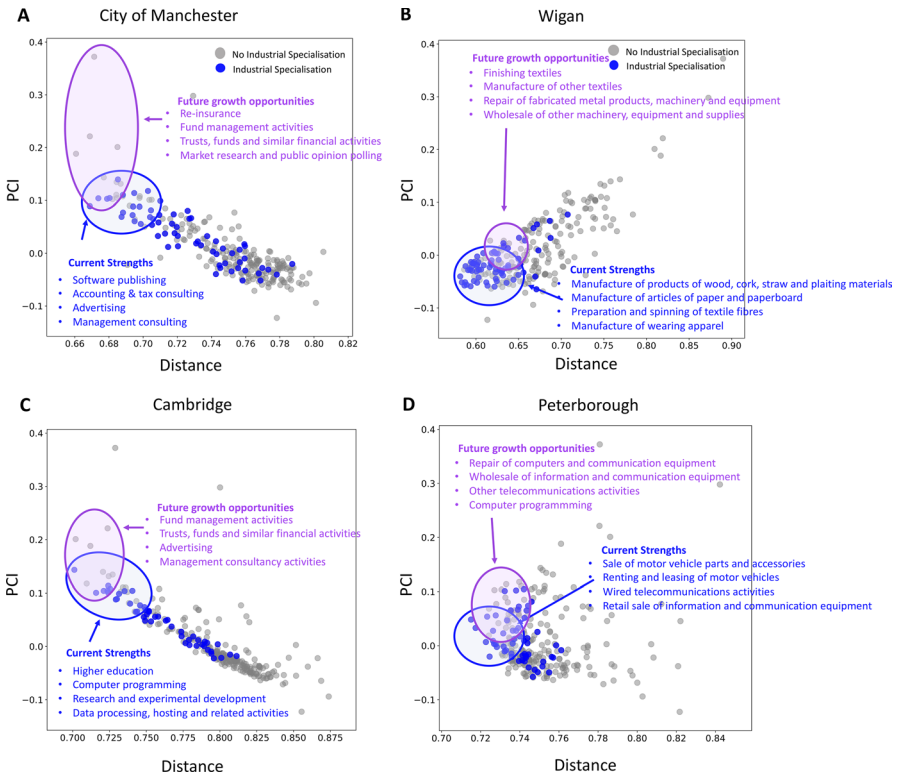 A
City of Manchester
No Industrial Specialisation
Industrial Specialisation
Future growth opportunities
• Re-insurance
• Fund management activities
• Trusts, funds and similar financial activities
• Market research and public opinion polling
Current Strengths
• Software publishing
• Accounting & tax consulting
• Advertising
• Management consulting
PCI
0.4
0.3
0.2
0.1
0.0
−0.1
0.66
0.68
0.70
0.72
0.74
0.76
0.78
0.80
0.82
Distance
B
Wigan
No Industrial Specialisation
Industrial Specialisation
Future growth opportunities
• Finishing textiles
• Manufacture of other textiles
• Repair of fabricated metal products, machinery and equipment
• Wholesale of other machinery, equipment and supplies
Current Strengths
• Manufacture of products of wood, cork, straw and plaiting materials
• Manufacture of articles of paper and paperboard
• Preparation and spinning of textile fibres
• Manufacture of wearing apparel
PCI
0.4
0.3
0.2
0.1
0.0
−0.1
0.60
0.65
0.70
0.75
0.80
0.85
0.90
Distance
C
Cambridge
Future growth opportunities
• Fund management activities
• Trusts, funds and similar financial activities
• Advertising
• Management consultancy activities
Current Strengths
• Higher education
• Computer programming
• Research and experimental development
• Data processing, hosting and related activities
PCI
0.4
0.3
0.2
0.1
0.0
−0.1
0.700
0.725
0.750
0.775
0.800
0.825
0.850
0.875
Distance
D
Peterborough
Future growth opportunities
• Repair of computers and communication equipment
• Wholesale of information and communication equipment
• Other telecommunications activities
• Computer programmming
Current Strengths
• Sale of motor vehicle parts and accessories
• Renting and leasing of motor vehicles
• Wired telecommunications activities
• Retail sale of information and communication equipment
PCI
0.4
0.3
0.2
0.1
0.0
−0.1
0.70
0.72
0.74
0.76
0.78
0.80
0.82
0.84
Distance